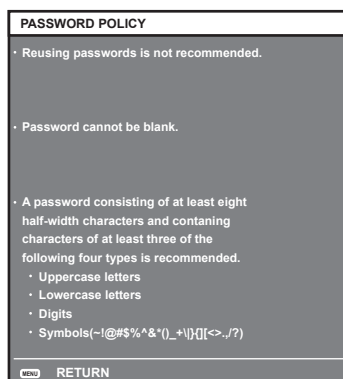 PASSWORD POLICY
· Reusing passwords is not recommended.
· Password cannot be blank.
· A password consisting of at least eight
half-width characters and contaning
characters of at least three of the
following four types is recommended.
· Uppercase letters
· Lowercase letters
· Digits
· Symbols(~!@#$%^&*()_+\|}{][<>.,/?)
MENU RETURN